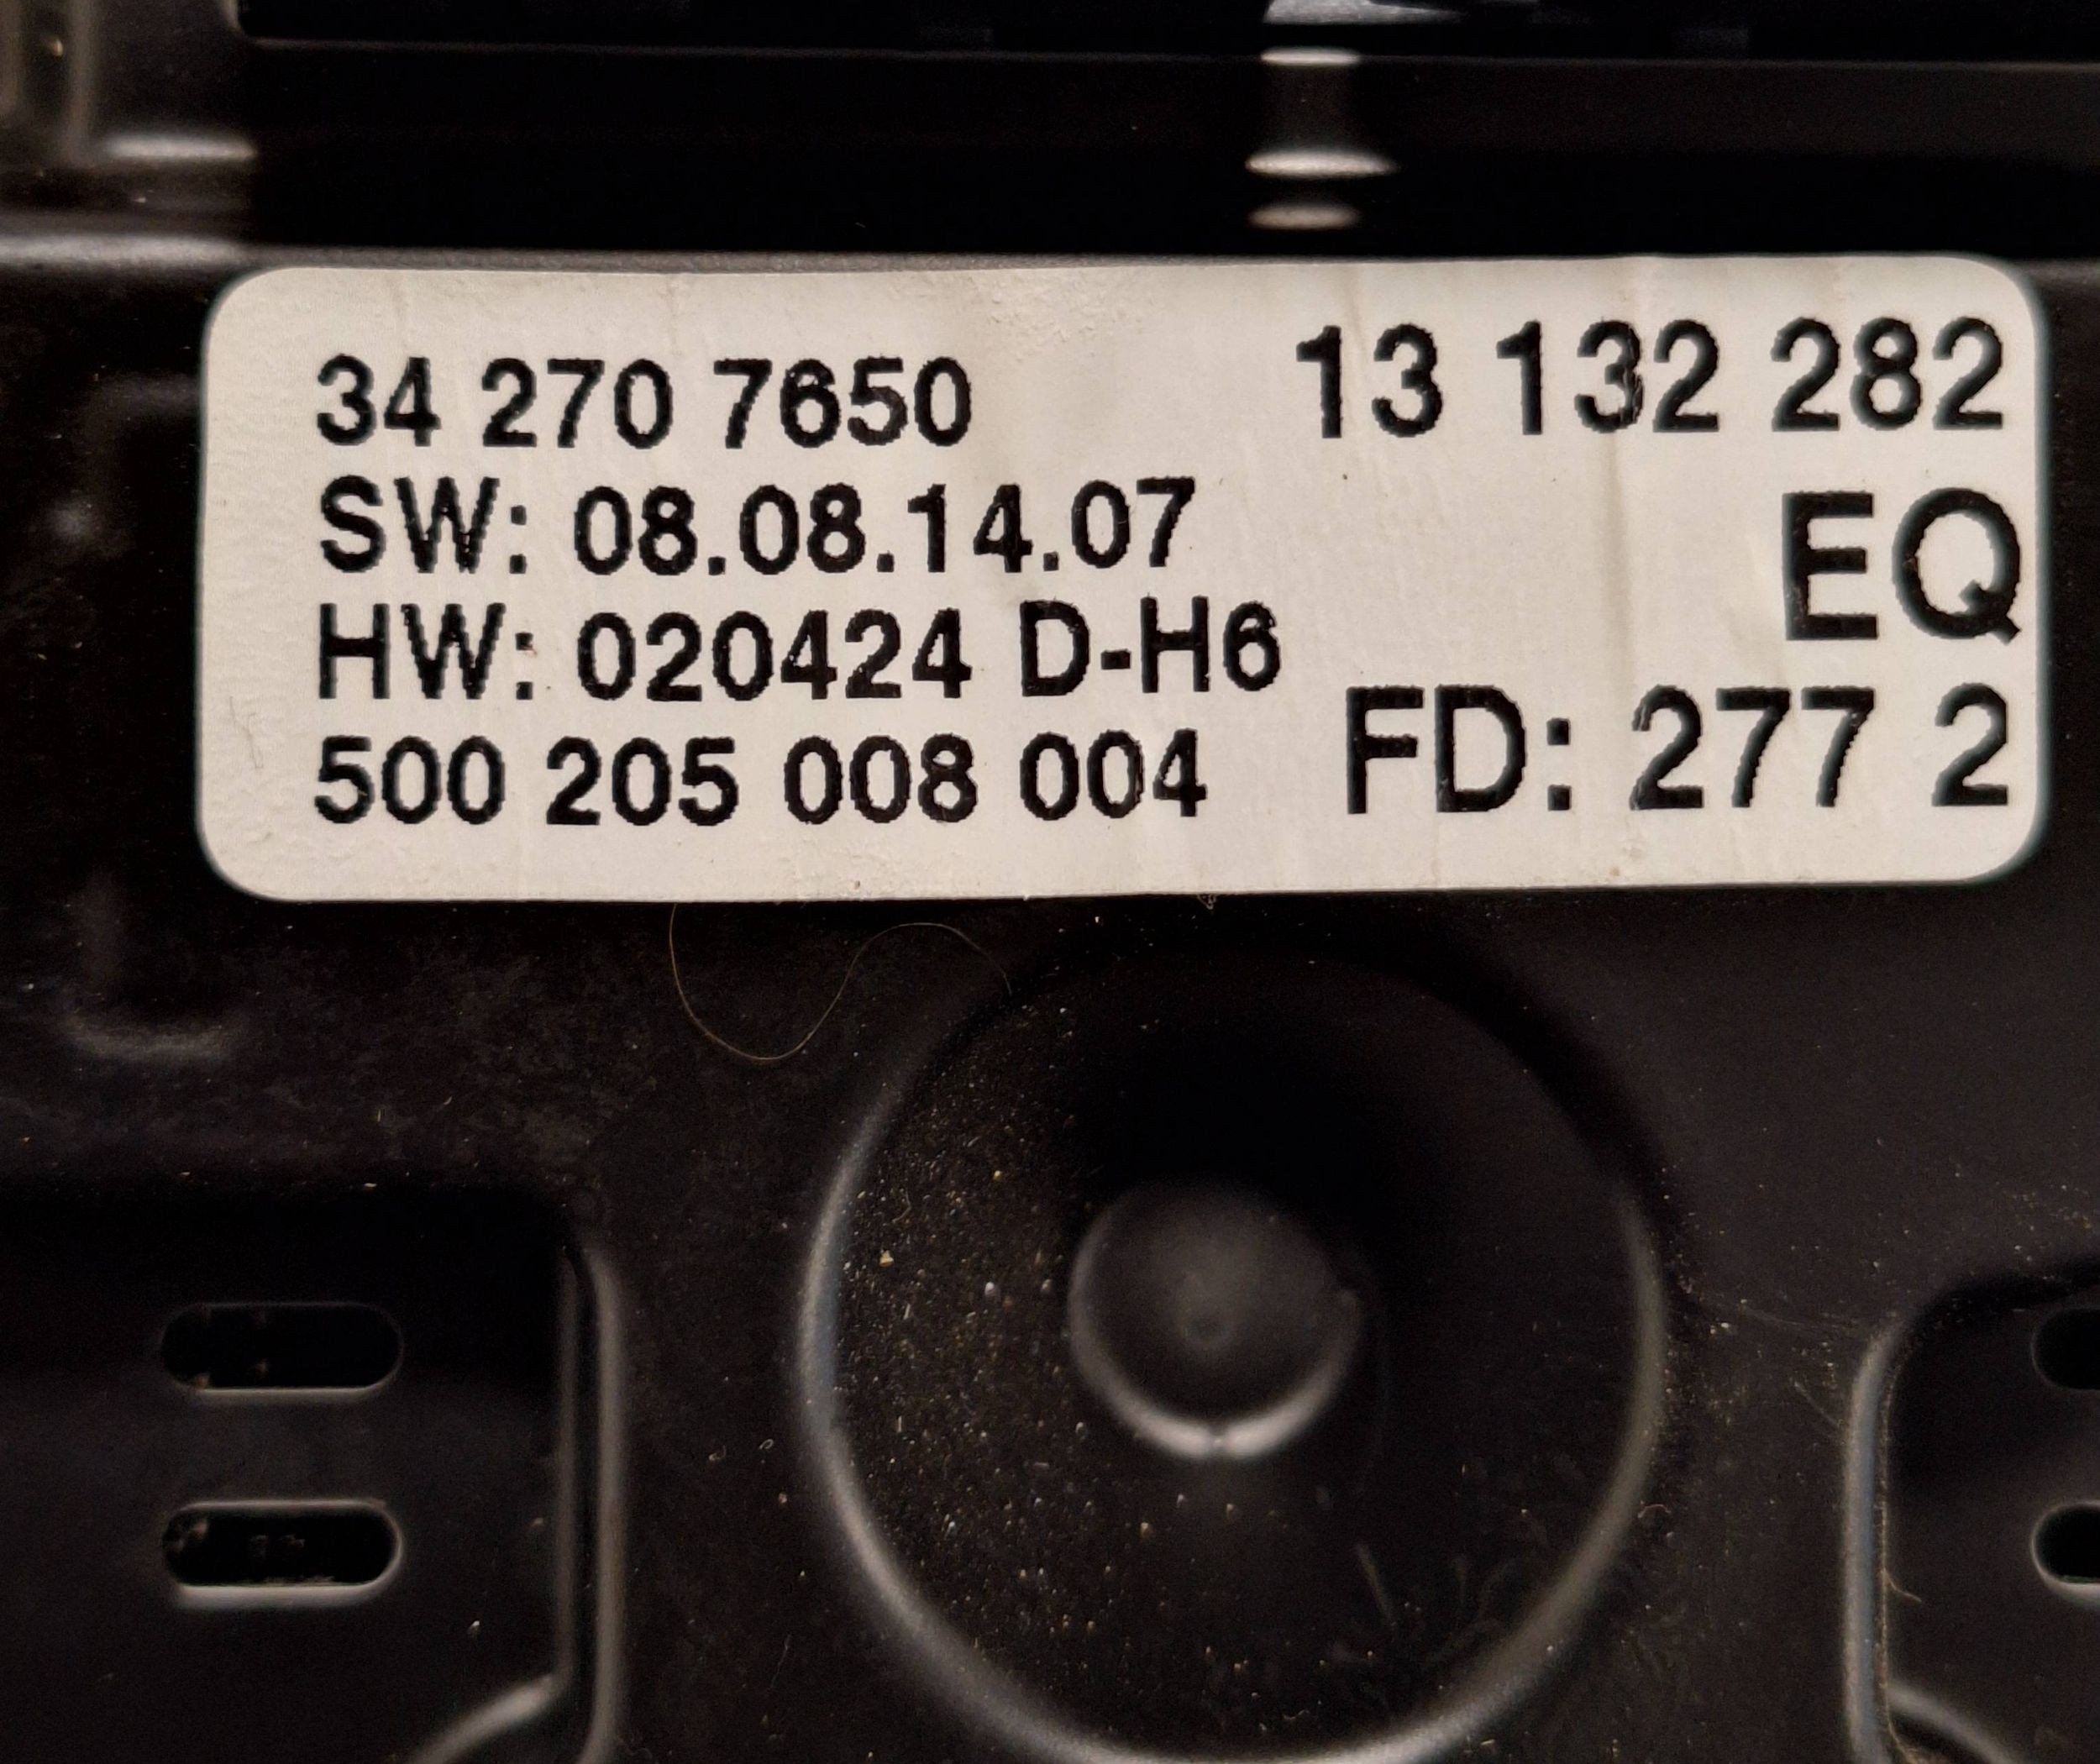 34 270 7650
SW: 08.08.14.07
HW: 020424 D-H6
500 205 008 004
13 132 282
EQ
FD: 277 2